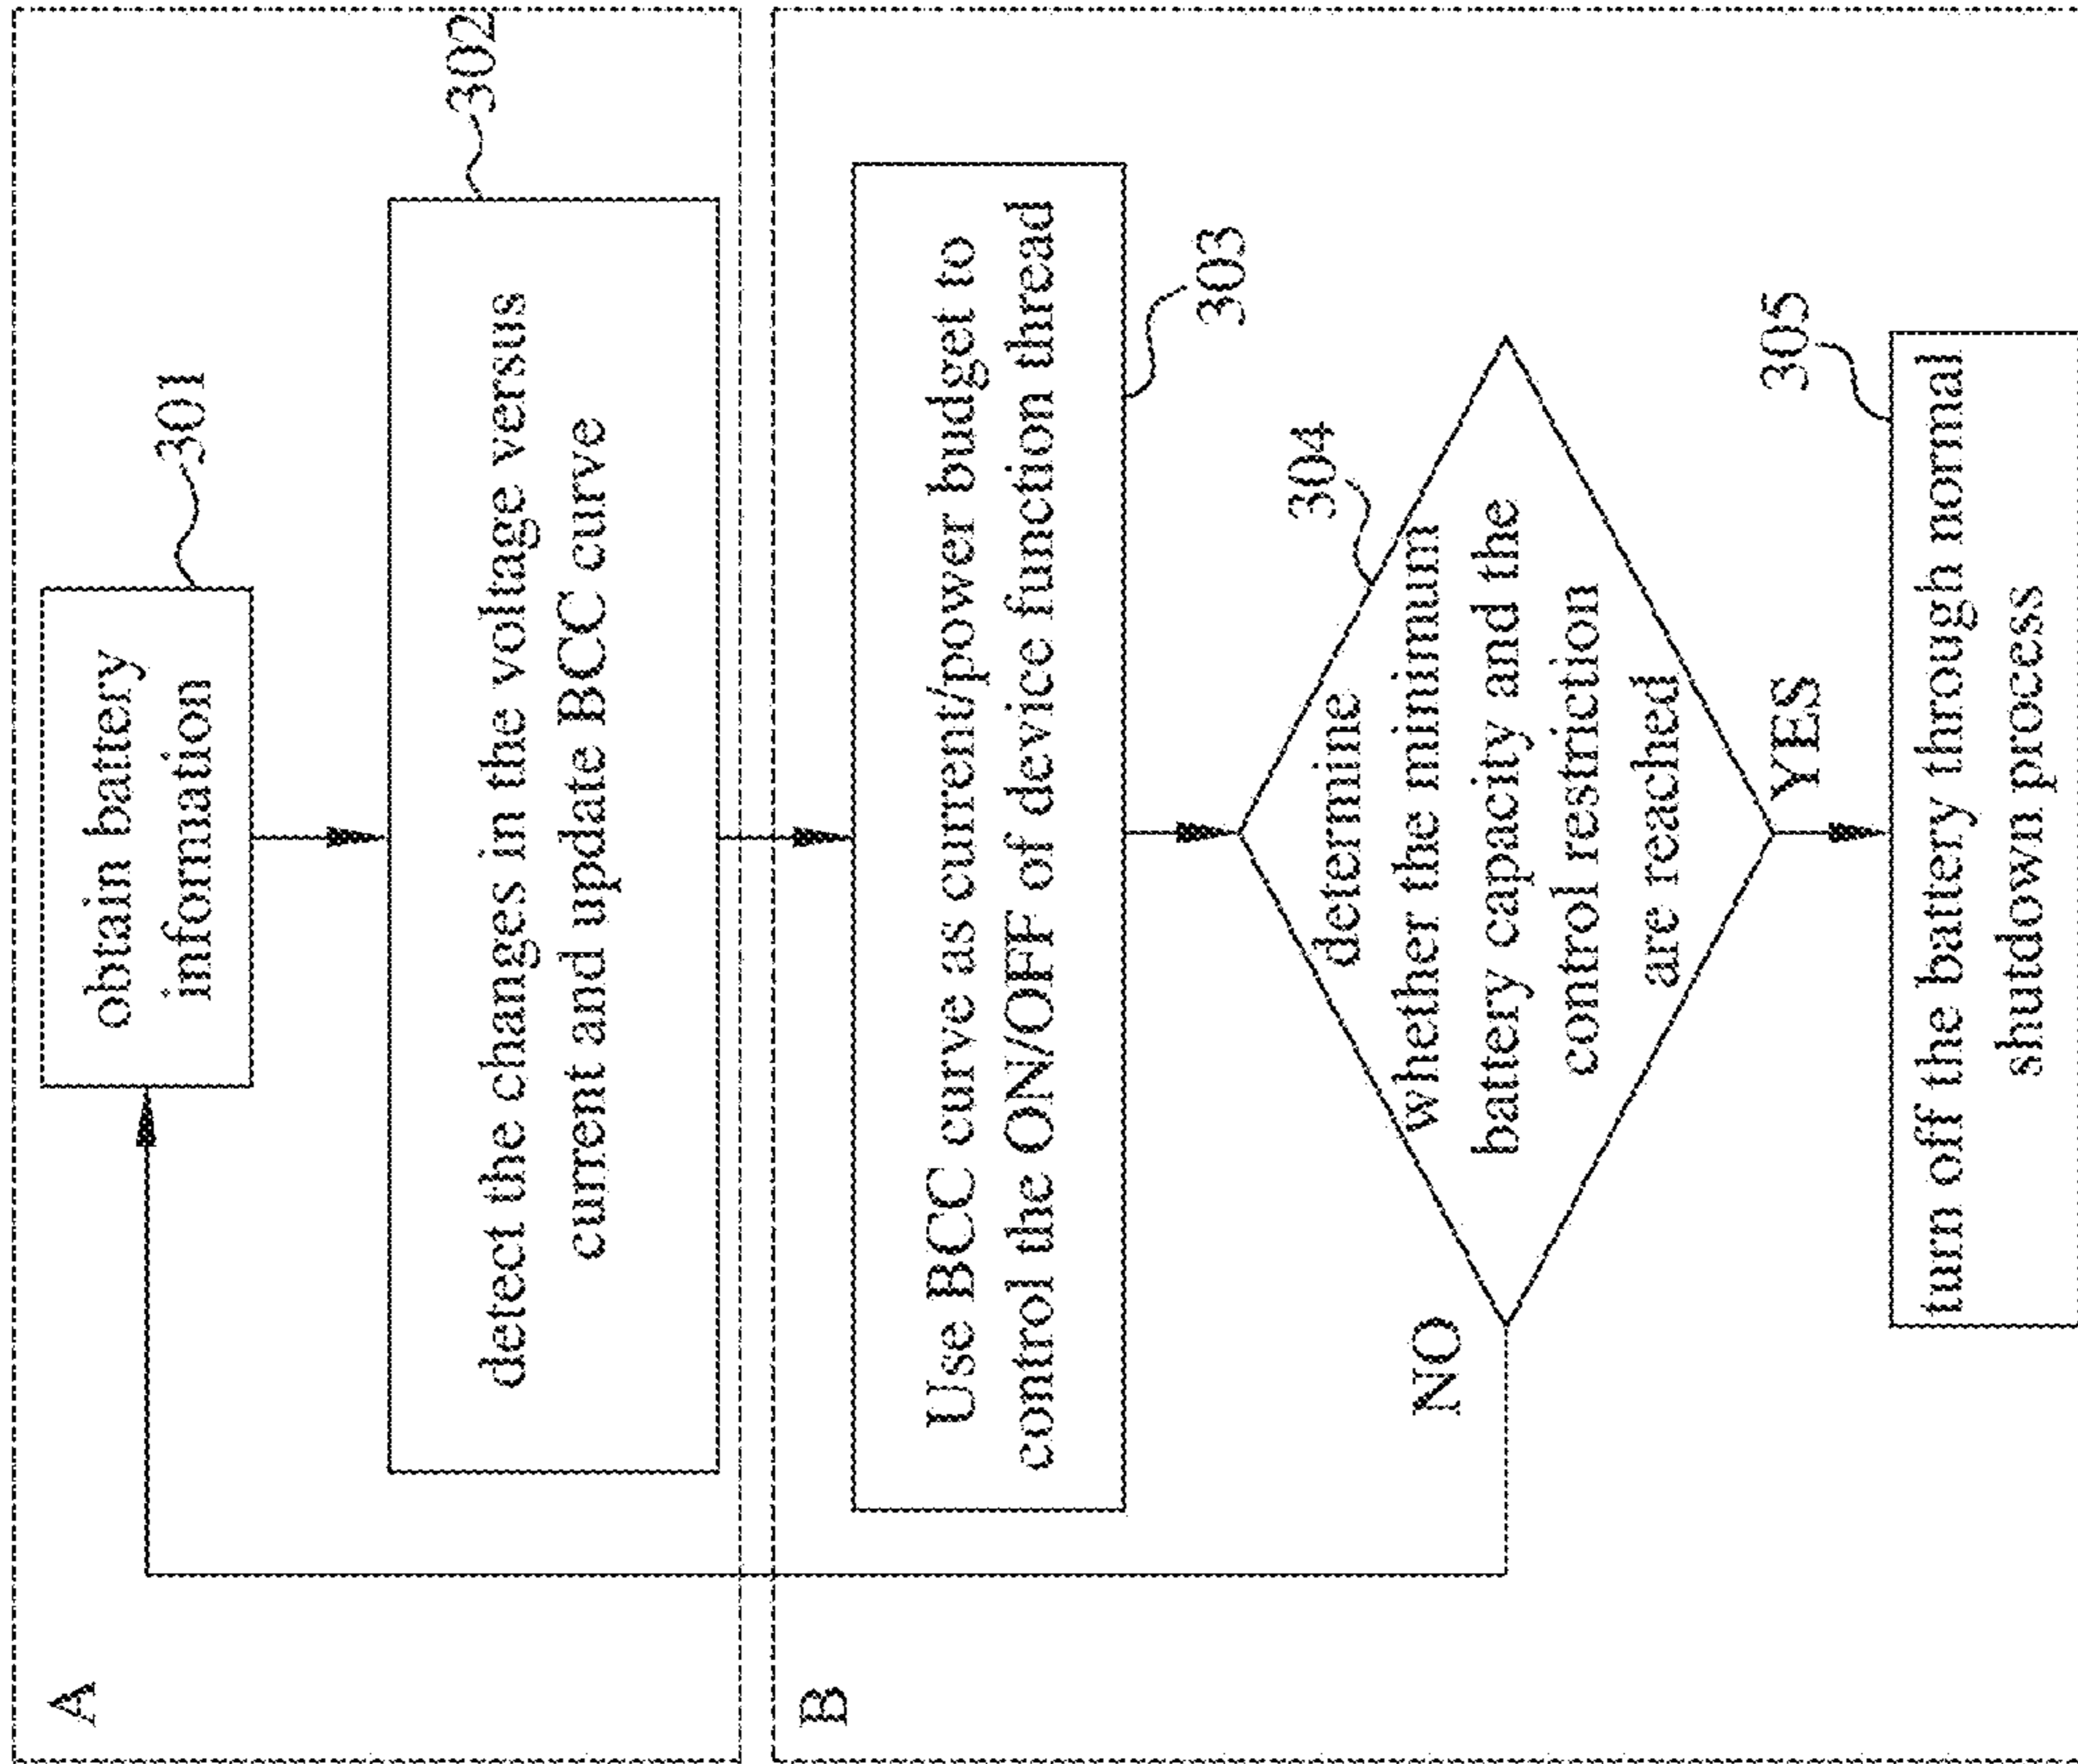 A
obtain battery
information
301
detect the changes in the voltage versus
current and update BCC curve
302
B
Use BCC curve as current/power budget to
control the ON/OFF of device function thread
303
determine
whether the minimum
battery capacity and the
control restriction
are reached
304
NO
YES
turn off the battery through normal
shutdown process
305